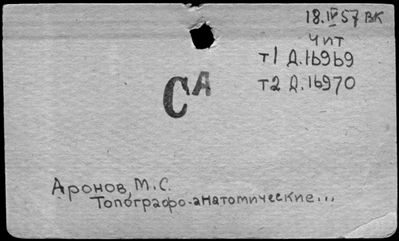 18.IV57 ВК
Чит
т1 Д.16969
т2 Д.16970
СА
Аронов, М.С.
Топографо-анатомические...